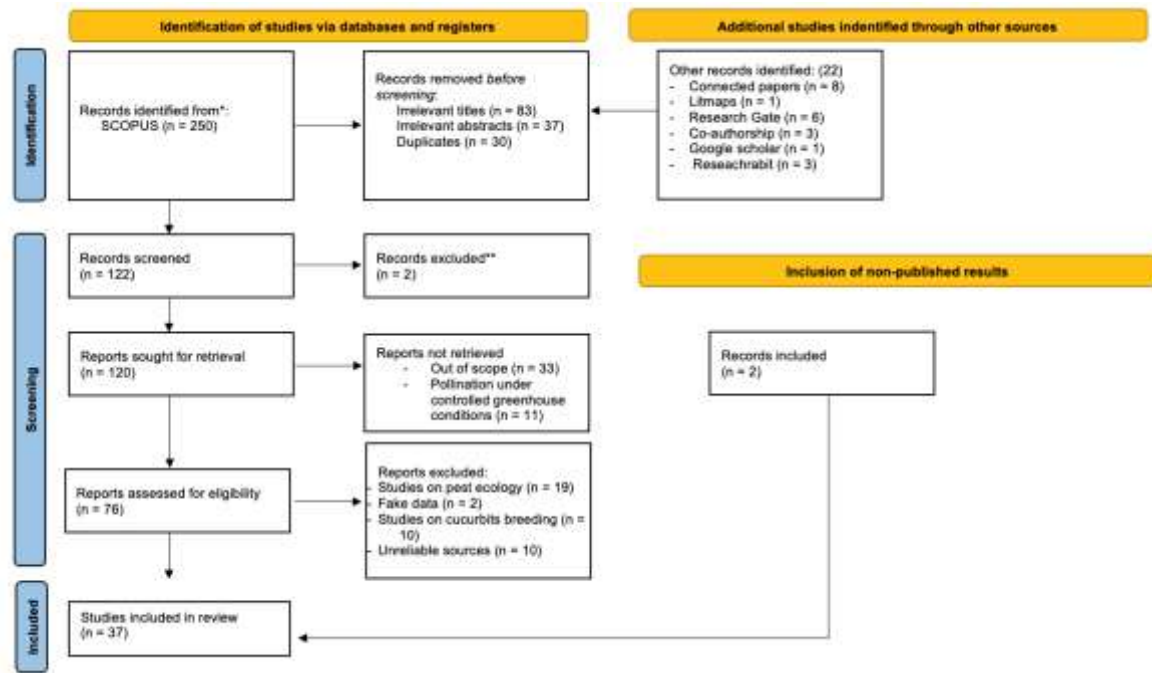 Identification of studies via databases and registers
Additional studies indentified through other sources
Identification
Records identified from*:
SCOPUS (n = 250)
Records removed before
screening:
Irrelevant titles (n = 83)
Irrelevant abstracts (n = 37)
Duplicates (n = 30)
Other records identified: (22)
- Connected papers (n = 8)
- Litmaps (n = 1)
- Research Gate (n = 6)
- Co-authorship (n = 3)
- Google scholar (n = 1)
- Reseachrabit (n = 3)
Screening
Records screened
(n = 122)
Records excluded**
(n = 2)
Inclusion of non-published results
Reports sought for retrieval
(n = 120)
Reports not retrieved
- Out of scope (n = 33)
- Pollination under
controlled greenhouse
conditions (n = 11)
Records included
(n = 2)
Reports assessed for eligibility
(n = 76)
Reports excluded:
- Studies on pest ecology (n = 19)
- Fake data (n = 2)
- Studies on cucurbits breeding (n =
10)
- Unreliable sources (n = 10)
Included
Studies included in review
(n = 37)